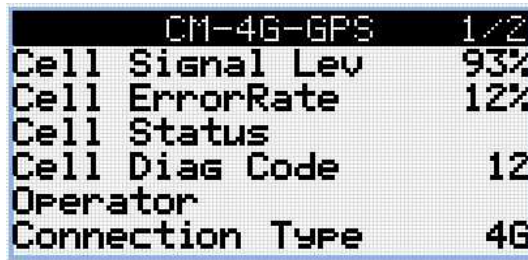 CM-4G-GPS 1/2
Cell Signal Lev 93%
Cell ErrorRate 12%
Cell Status
Cell Diag Code 12
Operator
Connection Type 4G